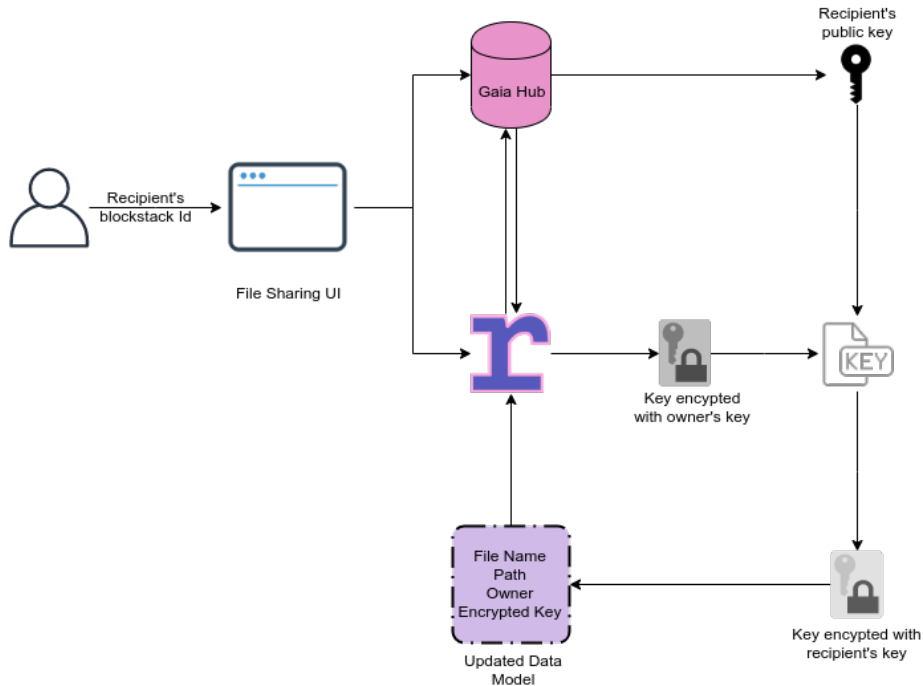 Recipient's
public key
Gaia Hub
Recipient's
blockstack Id
File Sharing UI
r
KEY
Key encypted
with owner's key
File Name
Path
Owner
Encrypted Key
Updated Data
Model
Key encypted with
recipient's key